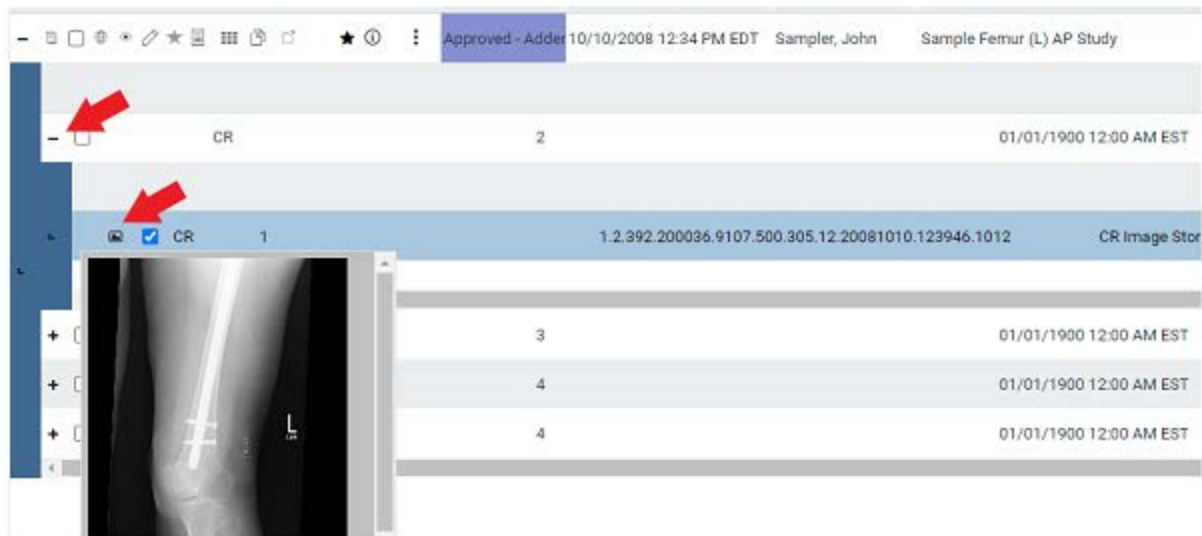 Approved - Adder 10/10/2008 12:34 PM EDT Sampler, John Sample Femur (L) AP Study
CR 2 01/01/1900 12:00 AM EST
CR 1 1.2.392.200036.9107.500.305.12.20081010.123946.1012 CR Image Stor
L
3 01/01/1900 12:00 AM EST
4 01/01/1900 12:00 AM EST
4 01/01/1900 12:00 AM EST